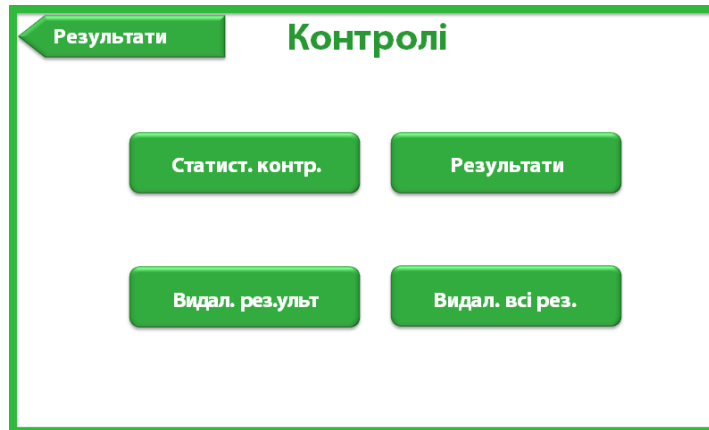 Результати
Контролі
Статист. контр.
Результати
Видал. рез.ульт
Видал. всі рез.